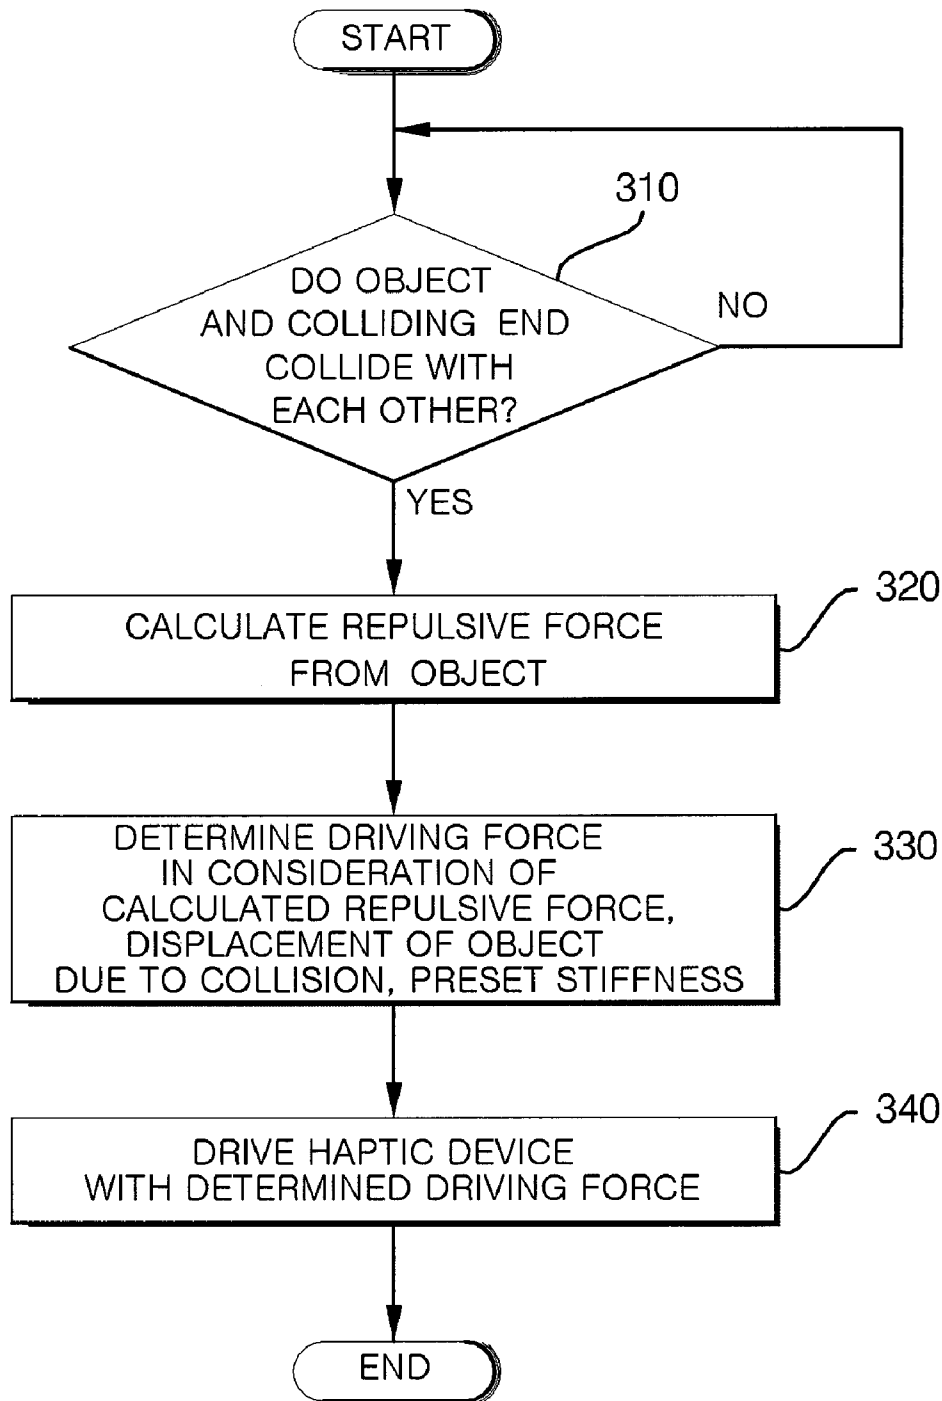 START
310
DO OBJECT
AND COLLIDING END
COLLIDE WITH
EACH OTHER?
NO
YES
320
CALCULATE REPULSIVE FORCE
FROM OBJECT
330
DETERMINE DRIVING FORCE
IN CONSIDERATION OF
CALCULATED REPULSIVE FORCE,
DISPLACEMENT OF OBJECT
DUE TO COLLISION, PRESET STIFFNESS
340
DRIVE HAPTIC DEVICE
WITH DETERMINED DRIVING FORCE
END